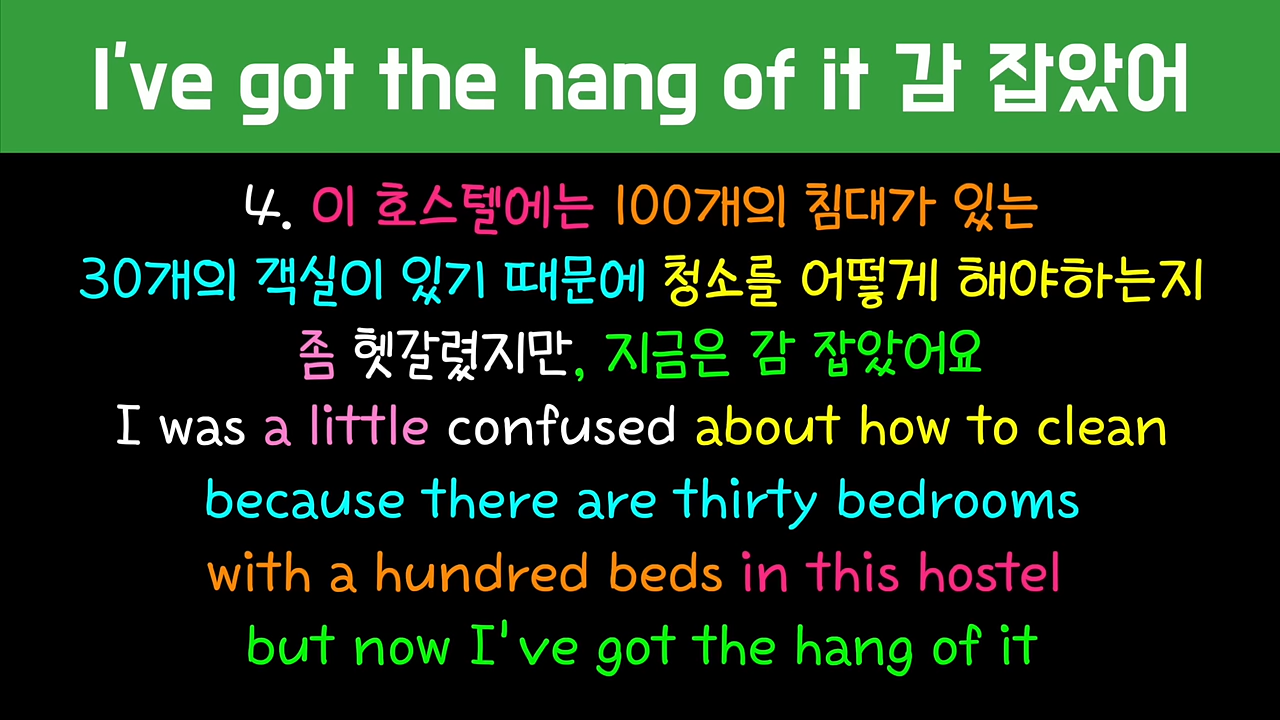 I've got the hang of it 감 잡았어
4. 이 호스텔에는 100개의 침대가 있는
30개의 객실이 있기 때문에 청소를 어떻게 해야하는지
좀 헷갈렸지만, 지금은 감 잡았어요
I was a little confused about how to clean
because there are thirty bedrooms
with a hundred beds in this hostel
but now I've got the hang of it